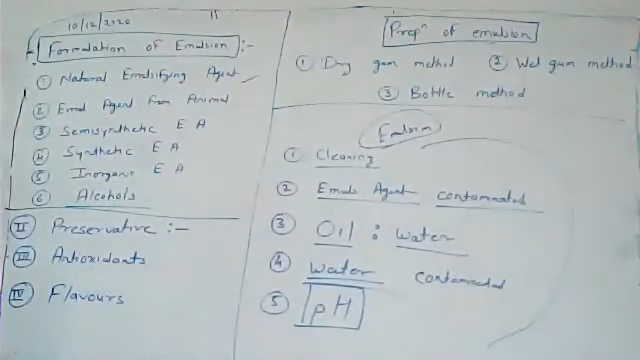 10/12/2020
Formulation of Emulsion :-
① Natural Emulsifying Agent
② Emul Agent From Animal
③ Semisynthetic E A
④ Synthetic E A
⑤ Inorganic E A
⑥ Alcohols
Ⅱ Preservative :-
Ⅲ Antioxidants
Ⅳ Flavours
Prepn of emulsion
① Dry gum method ② Wet gum method
③ Bottle method
① Cleaning
② Emuls Agent contaminated
③ Oil : Water
④ Water contaminated
⑤ pH